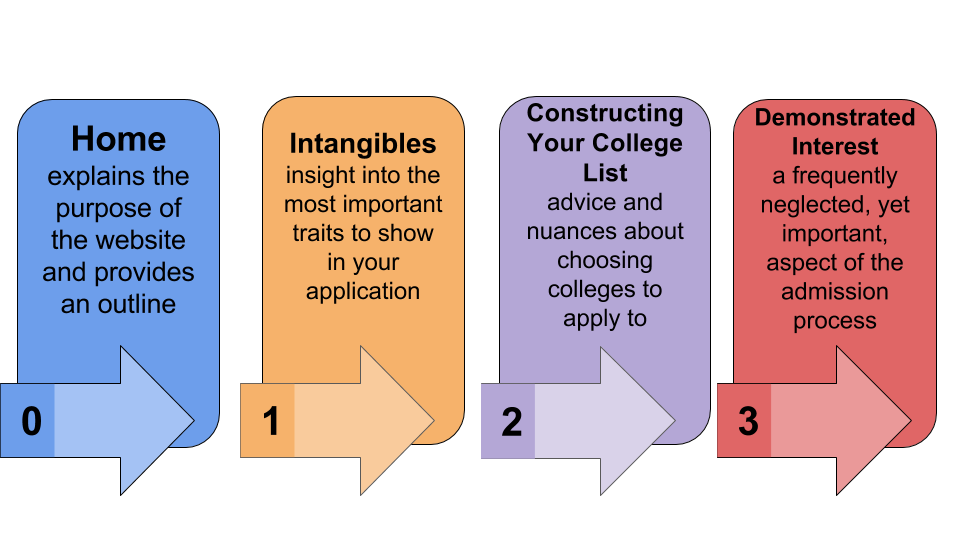 Home
explains the
purpose of
the website
and provides
an outline
0
Intangibles
insight into the
most important
traits to show
in your
application
1
Constructing
Your College
List
advice and
nuances about
choosing
colleges to
apply to
2
Demonstrated
Interest
a frequently
neglected, yet
important,
aspect of the
admission
process
3